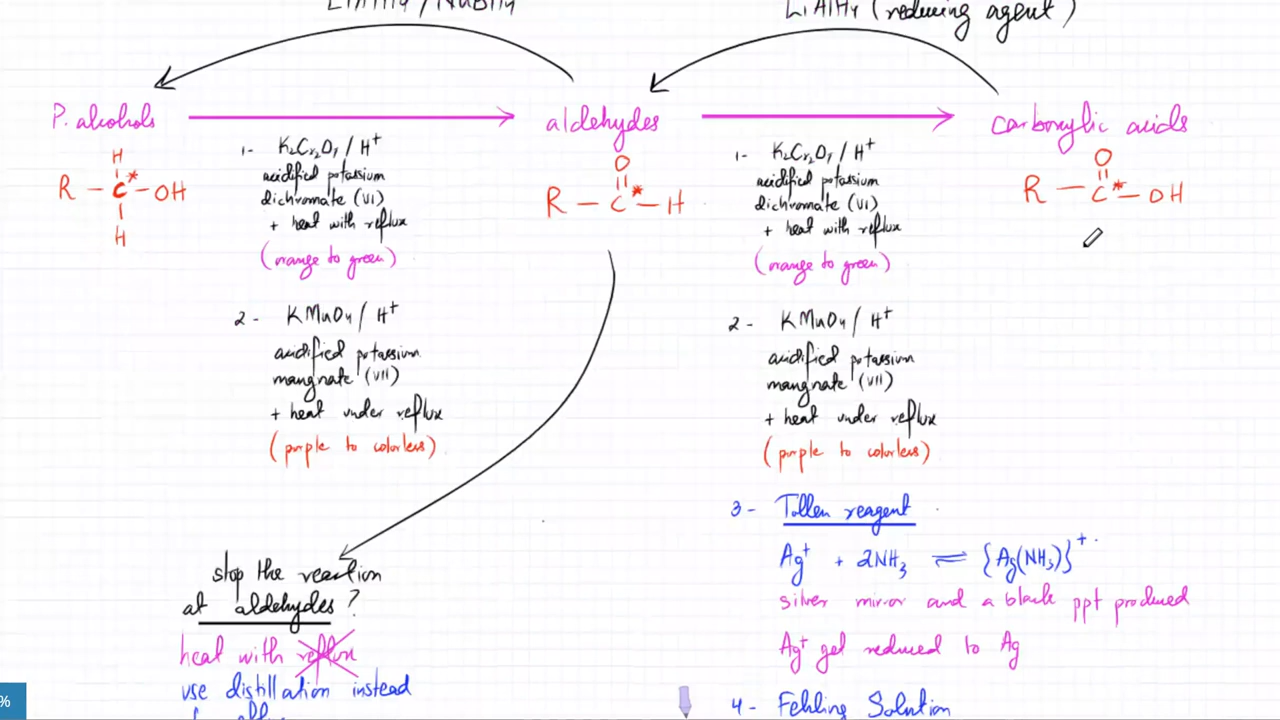 LiAlH4 / NaBH4
LiAlH4 (reducing agent)
P. alcohols
aldehydes
carboxylic acids
H
R - C* - OH
H
O
R - C* - H
O
R - C* - OH
1- K2Cr2O7 / H+
acidified potassium
dichromate (VI)
+ heat with reflux
(orange to green)
2- KMnO4 / H+
acidified potassium
mangnate (VII)
+ heat under reflux
(purple to colorless)
1- K2Cr2O7 / H+
acidified potassium
dichromate (VI)
+ heat with reflux
(orange to green)
2- KMnO4 / H+
acidified potassium
mangnate (VII)
+ heat under reflux
(purple to colorless)
3- Tollen reagent
Ag+ + 2NH3 ⇌ {Ag(NH3)}+
silver mirror and a black ppt produced
Ag+ get reduced to Ag
4- Fehling Solution
stop the reaction
at aldehydes?
heat with reflux
use distillation instead
%